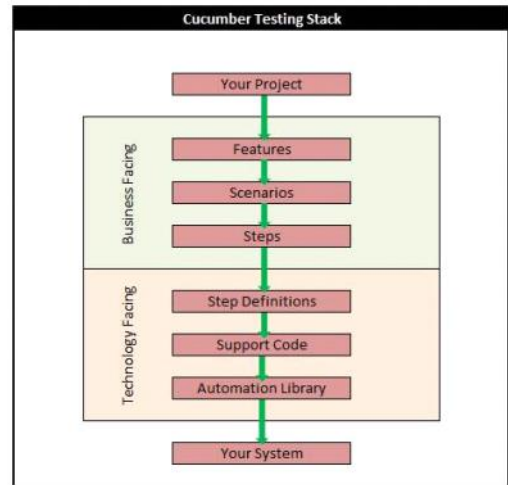 Cucumber Testing Stack
Your Project
Business Facing
Features
Scenarios
Steps
Technology Facing
Step Definitions
Support Code
Automation Library
Your System